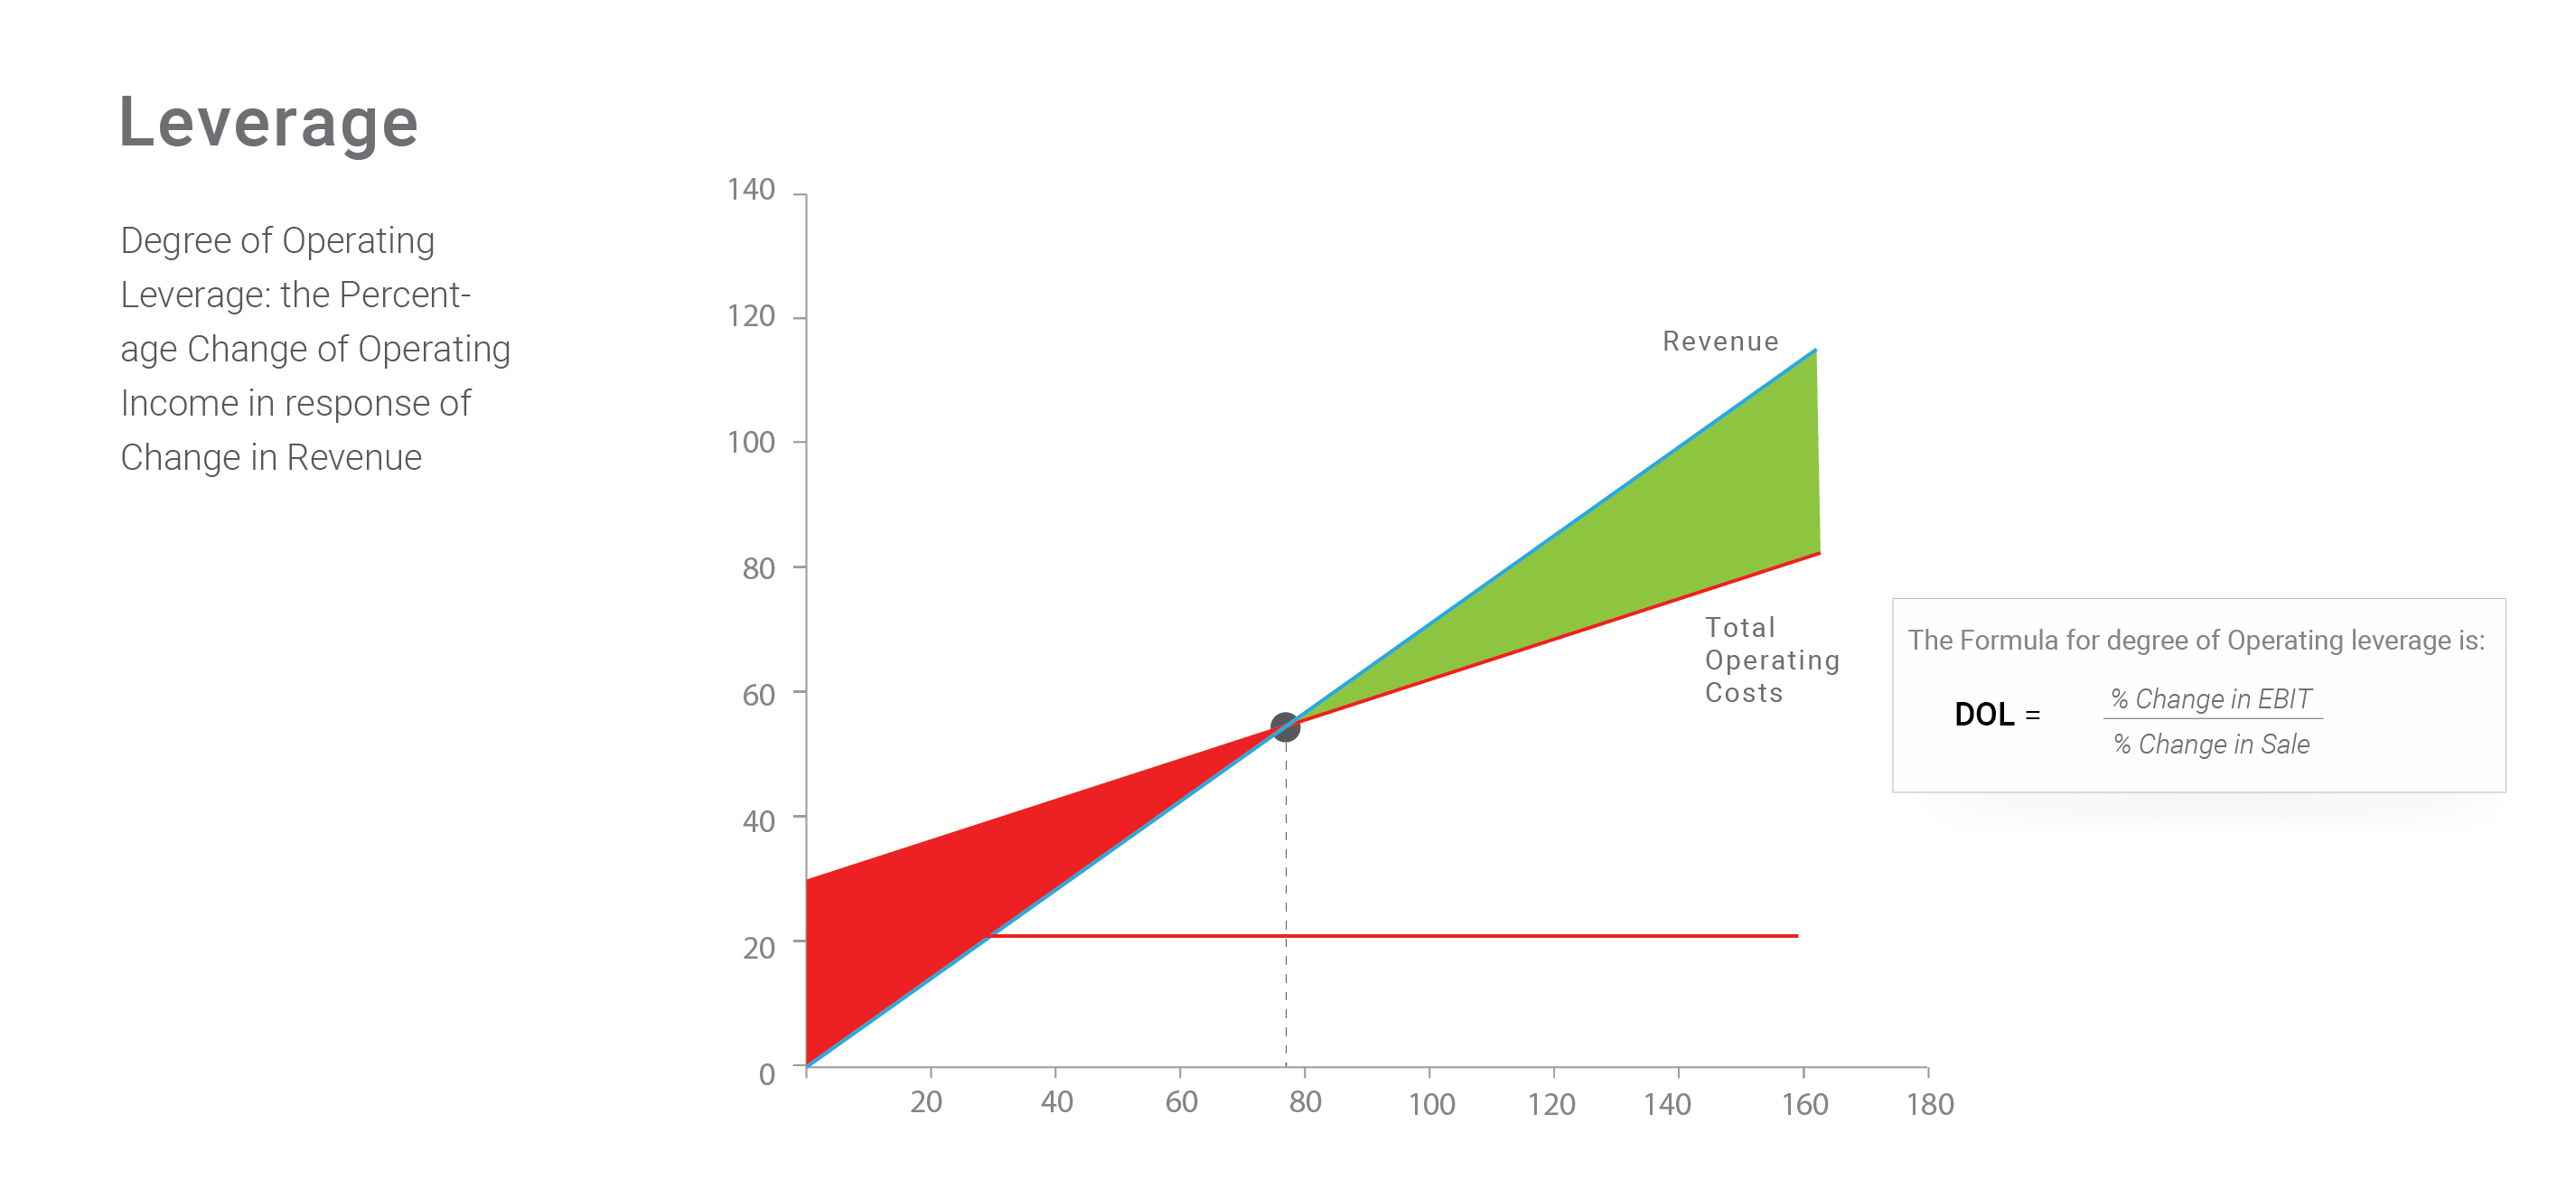 Leverage
Degree of Operating
Leverage: the Percent-
age Change of Operating
Income in response of
Change in Revenue
140
120
100
80
60
40
20
0
20
40
60
80
100
120
140
160
180
Revenue
Total
Operating
Costs
The Formula for degree of Operating leverage is:
DOL =
% Change in EBIT
% Change in Sale